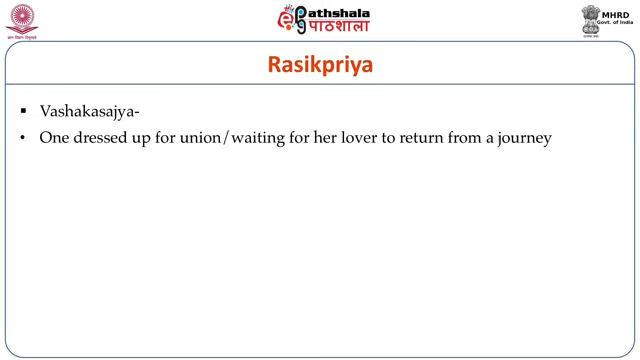 ePG Pathshala
पाठशाला
MHRD
Govt. of India
Rasikpriya
Vashakasajya-
One dressed up for union/waiting for her lover to return from a journey